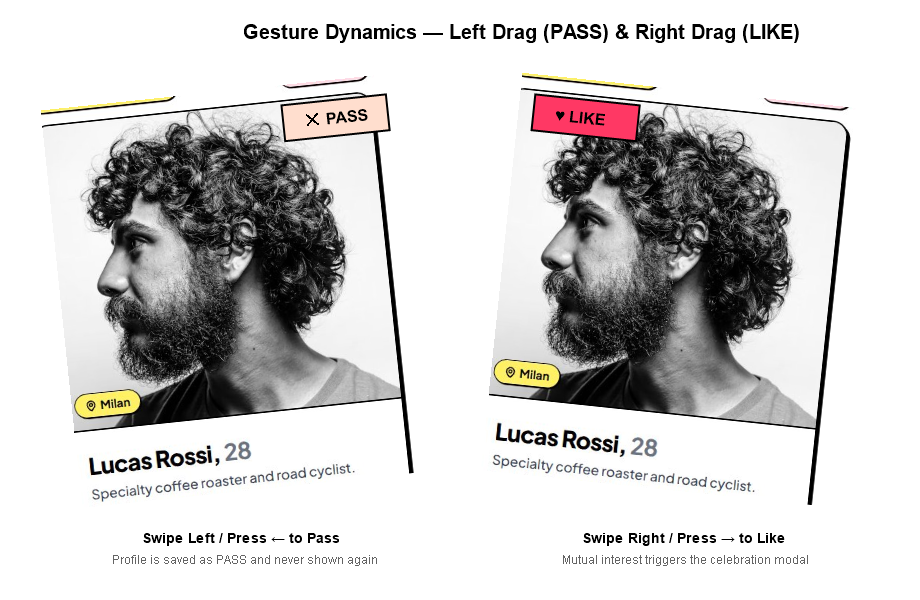 Gesture Dynamics — Left Drag (PASS) & Right Drag (LIKE)
✕ PASS
Milan
Lucas Rossi, 28
Specialty coffee roaster and road cyclist.
Swipe Left / Press ← to Pass
Profile is saved as PASS and never shown again
♥ LIKE
Milan
Lucas Rossi, 28
Specialty coffee roaster and road cyclist.
Swipe Right / Press → to Like
Mutual interest triggers the celebration modal